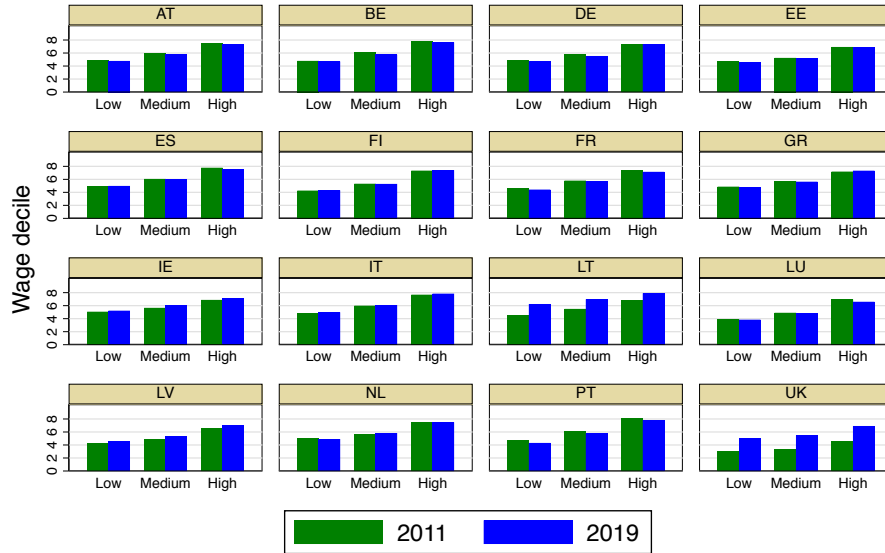 AT BE DE EE
0 2 4 6 8
Low Medium High Low Medium High Low Medium High Low Medium High
ES FI FR GR
0 2 4 6 8
Low Medium High Low Medium High Low Medium High Low Medium High
Wage decile
IE IT LT LU
0 2 4 6 8
Low Medium High Low Medium High Low Medium High Low Medium High
LV NL PT UK
0 2 4 6 8
Low Medium High Low Medium High Low Medium High Low Medium High
2011 2019